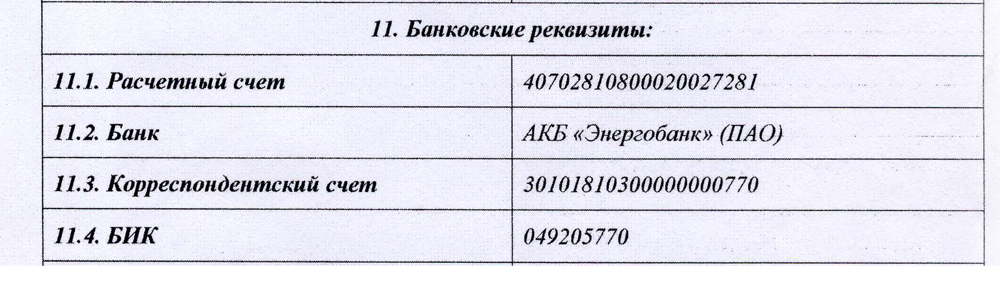 11. Банковские реквизиты:
11.1. Расчетный счет 40702810800020027281
11.2. Банк АКБ «Энергобанк» (ПАО)
11.3. Корреспондентский счет 30101810300000000770
11.4. БИК 049205770